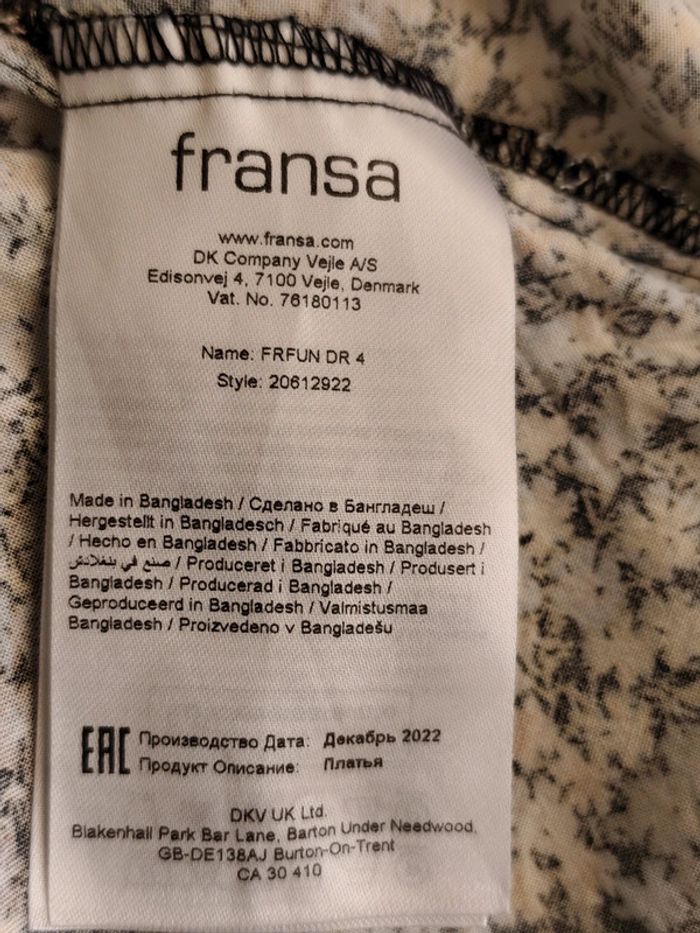 fransa
www.fransa.com
DK Company Vejle A/S
Edisonvej 4, 7100 Vejle, Denmark
Vat. No. 76180113
Name: FRFUN DR 4
Style: 20612922
Made in Bangladesh / Сделано в Бангладеш /
Hergestellt in Bangladesch / Fabriqué au Bangladesh
/ Hecho en Bangladesh / Fabbricato in Bangladesh /
صنع في بنغلادش / Produceret i Bangladesh / Produsert i
Bangladesh / Producerad i Bangladesh /
Geproduceerd in Bangladesh / Valmistusmaa
Bangladesh / Proizvedeno v Bangladešu
EAC Производство Дата: Декабрь 2022
Продукт Описание: Платья
DKV UK Ltd.
Blakenhall Park Bar Lane, Barton Under Needwood,
GB-DE138AJ Burton-On-Trent
CA 30 410